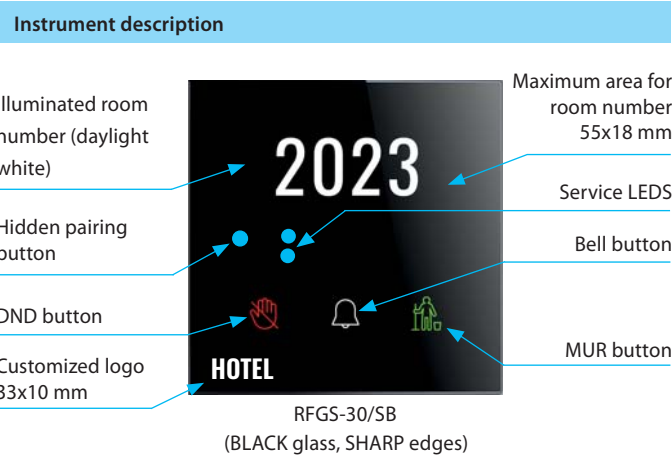 Instrument description
Illuminated room
number (daylight
white)
Hidden pairing
button
DND button
Customized logo
33x10 mm
2023
HOTEL
Maximum area for
room number
55x18 mm
Service LEDS
Bell button
MUR button
RFGS-30/SB
(BLACK glass, SHARP edges)